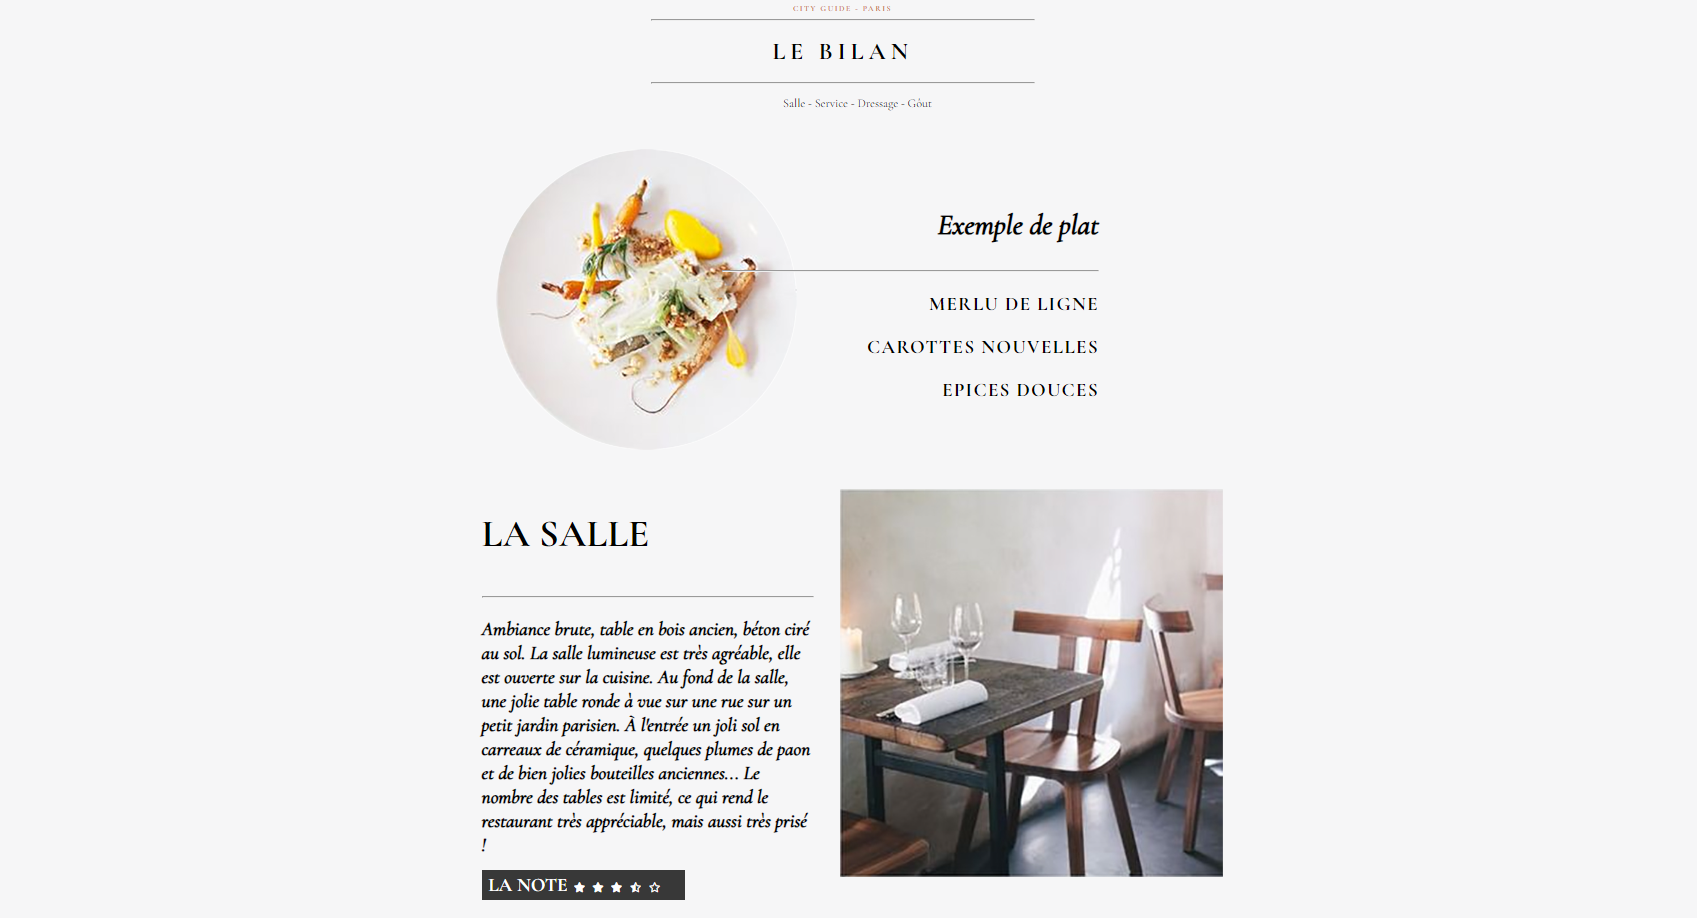 CITY GUIDE - PARIS
LE BILAN
Salle - Service - Dressage - Góut
Exemple de plat
MERLU DE LIGNE
CAROTTES NOUVELLES
EPICES DOUCES
LA SALLE
Ambiance brute, table en bois ancien, béton ciré
au sol. La salle lumineuse est très agréable, elle
est ouverte sur la cuisine. Au fond de la salle,
une jolie table ronde à vue sur une rue sur un
petit jardin parisien. À l'entrée un joli sol en
carreaux de céramique, quelques plumes de paon
et de bien jolies bouteilles anciennes... Le
nombre des tables est limité, ce qui rend le
restaurant très appréciable, mais aussi très prisé
!
LA NOTE